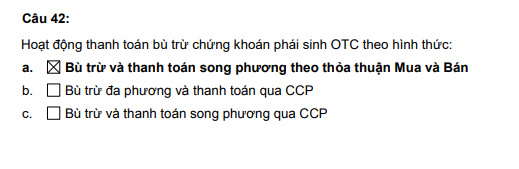 Câu 42:
Hoạt động thanh toán bù trừ chứng khoán phái sinh OTC theo hình thức:
a. ☒ Bù trừ và thanh toán song phương theo thỏa thuận Mua và Bán
b. ☐ Bù trừ đa phương và thanh toán qua CCP
c. ☐ Bù trừ và thanh toán song phương qua CCP